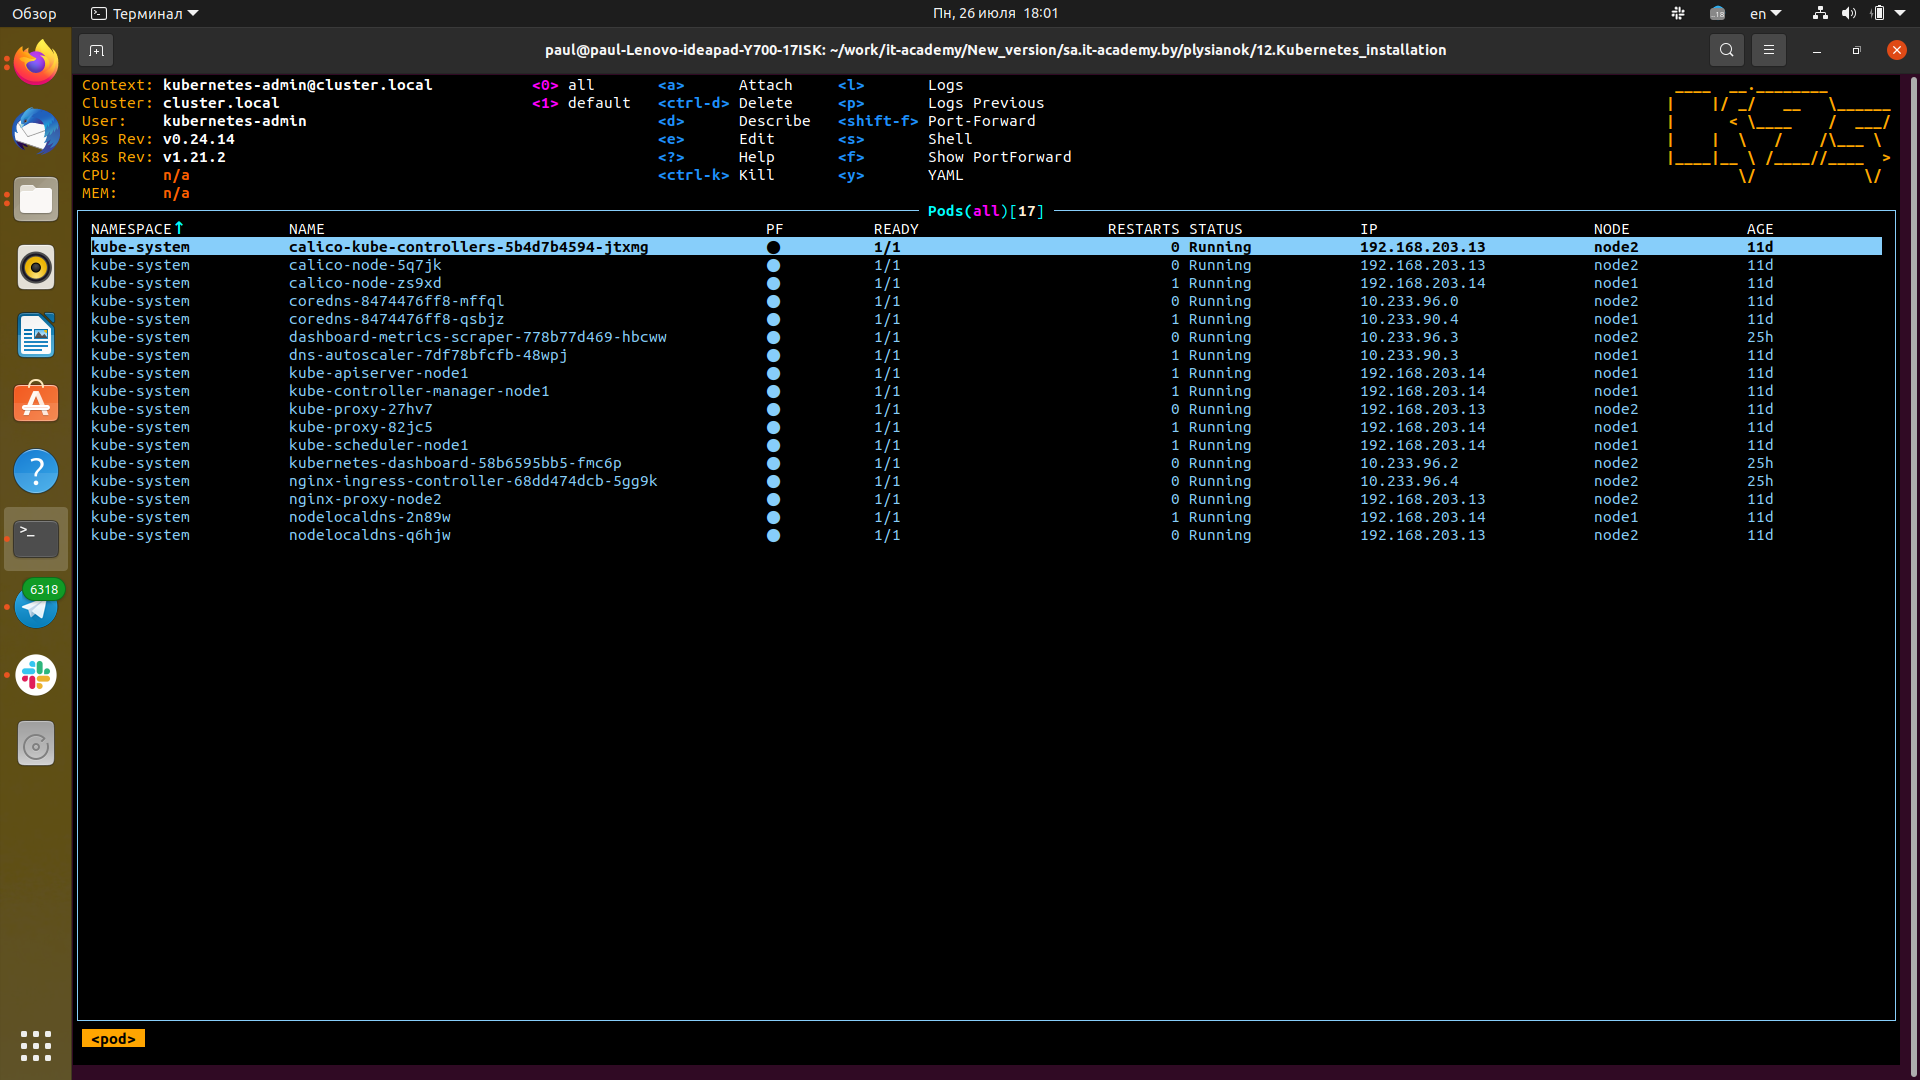 Обзор Терминал Пн, 26 июля 18:01 en
paul@paul-Lenovo-ideapad-Y700-17ISK: ~/work/it-academy/New_version/sa.it-academy.by/plysianok/12.Kubernetes_installation
Context: kubernetes-admin@cluster.local <0> all <a> Attach <l> Logs
Cluster: cluster.local <1> default <ctrl-d> Delete <p> Logs Previous
User: kubernetes-admin <d> Describe <shift-f> Port-Forward
K9s Rev: v0.24.14 <e> Edit <s> Shell
K8s Rev: v1.21.2 <?> Help <f> Show PortForward
CPU: n/a <ctrl-k> Kill <y> YAML
MEM: n/a
Pods(all)[17]
NAMESPACE↑ NAME PF READY RESTARTS STATUS IP NODE AGE
kube-system calico-kube-controllers-5b4d7b4594-jtxmg ● 1/1 0 Running 192.168.203.13 node2 11d
kube-system calico-node-5q7jk ● 1/1 0 Running 192.168.203.13 node2 11d
kube-system calico-node-zs9xd ● 1/1 1 Running 192.168.203.14 node1 11d
kube-system coredns-8474476ff8-mffql ● 1/1 0 Running 10.233.96.0 node2 11d
kube-system coredns-8474476ff8-qsbjz ● 1/1 1 Running 10.233.90.4 node1 11d
kube-system dashboard-metrics-scraper-778b77d469-hbcww ● 1/1 0 Running 10.233.96.3 node2 25h
kube-system dns-autoscaler-7df78bfcfb-48wpj ● 1/1 1 Running 10.233.90.3 node1 11d
kube-system kube-apiserver-node1 ● 1/1 1 Running 192.168.203.14 node1 11d
kube-system kube-controller-manager-node1 ● 1/1 1 Running 192.168.203.14 node1 11d
kube-system kube-proxy-27hv7 ● 1/1 0 Running 192.168.203.13 node2 11d
kube-system kube-proxy-82jc5 ● 1/1 1 Running 192.168.203.14 node1 11d
kube-system kube-scheduler-node1 ● 1/1 1 Running 192.168.203.14 node1 11d
kube-system kubernetes-dashboard-58b6595bb5-fmc6p ● 1/1 0 Running 10.233.96.2 node2 25h
kube-system nginx-ingress-controller-68dd474dcb-5gg9k ● 1/1 0 Running 10.233.96.4 node2 25h
kube-system nginx-proxy-node2 ● 1/1 0 Running 192.168.203.13 node2 11d
kube-system nodelocaldns-2n89w ● 1/1 1 Running 192.168.203.14 node1 11d
kube-system nodelocaldns-q6hjw ● 1/1 0 Running 192.168.203.13 node2 11d
6318
<pod>